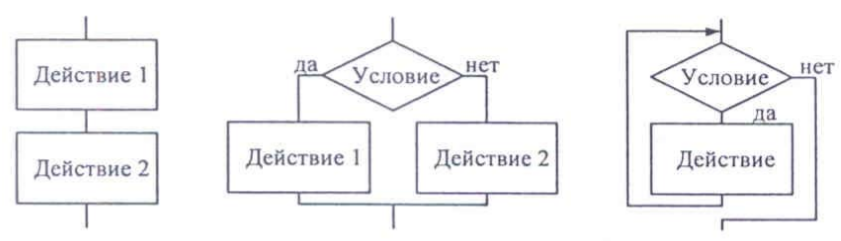 Действие 1
Действие 2
да
Условие
нет
Действие 1
Действие 2
Условие
нет
да
Действие